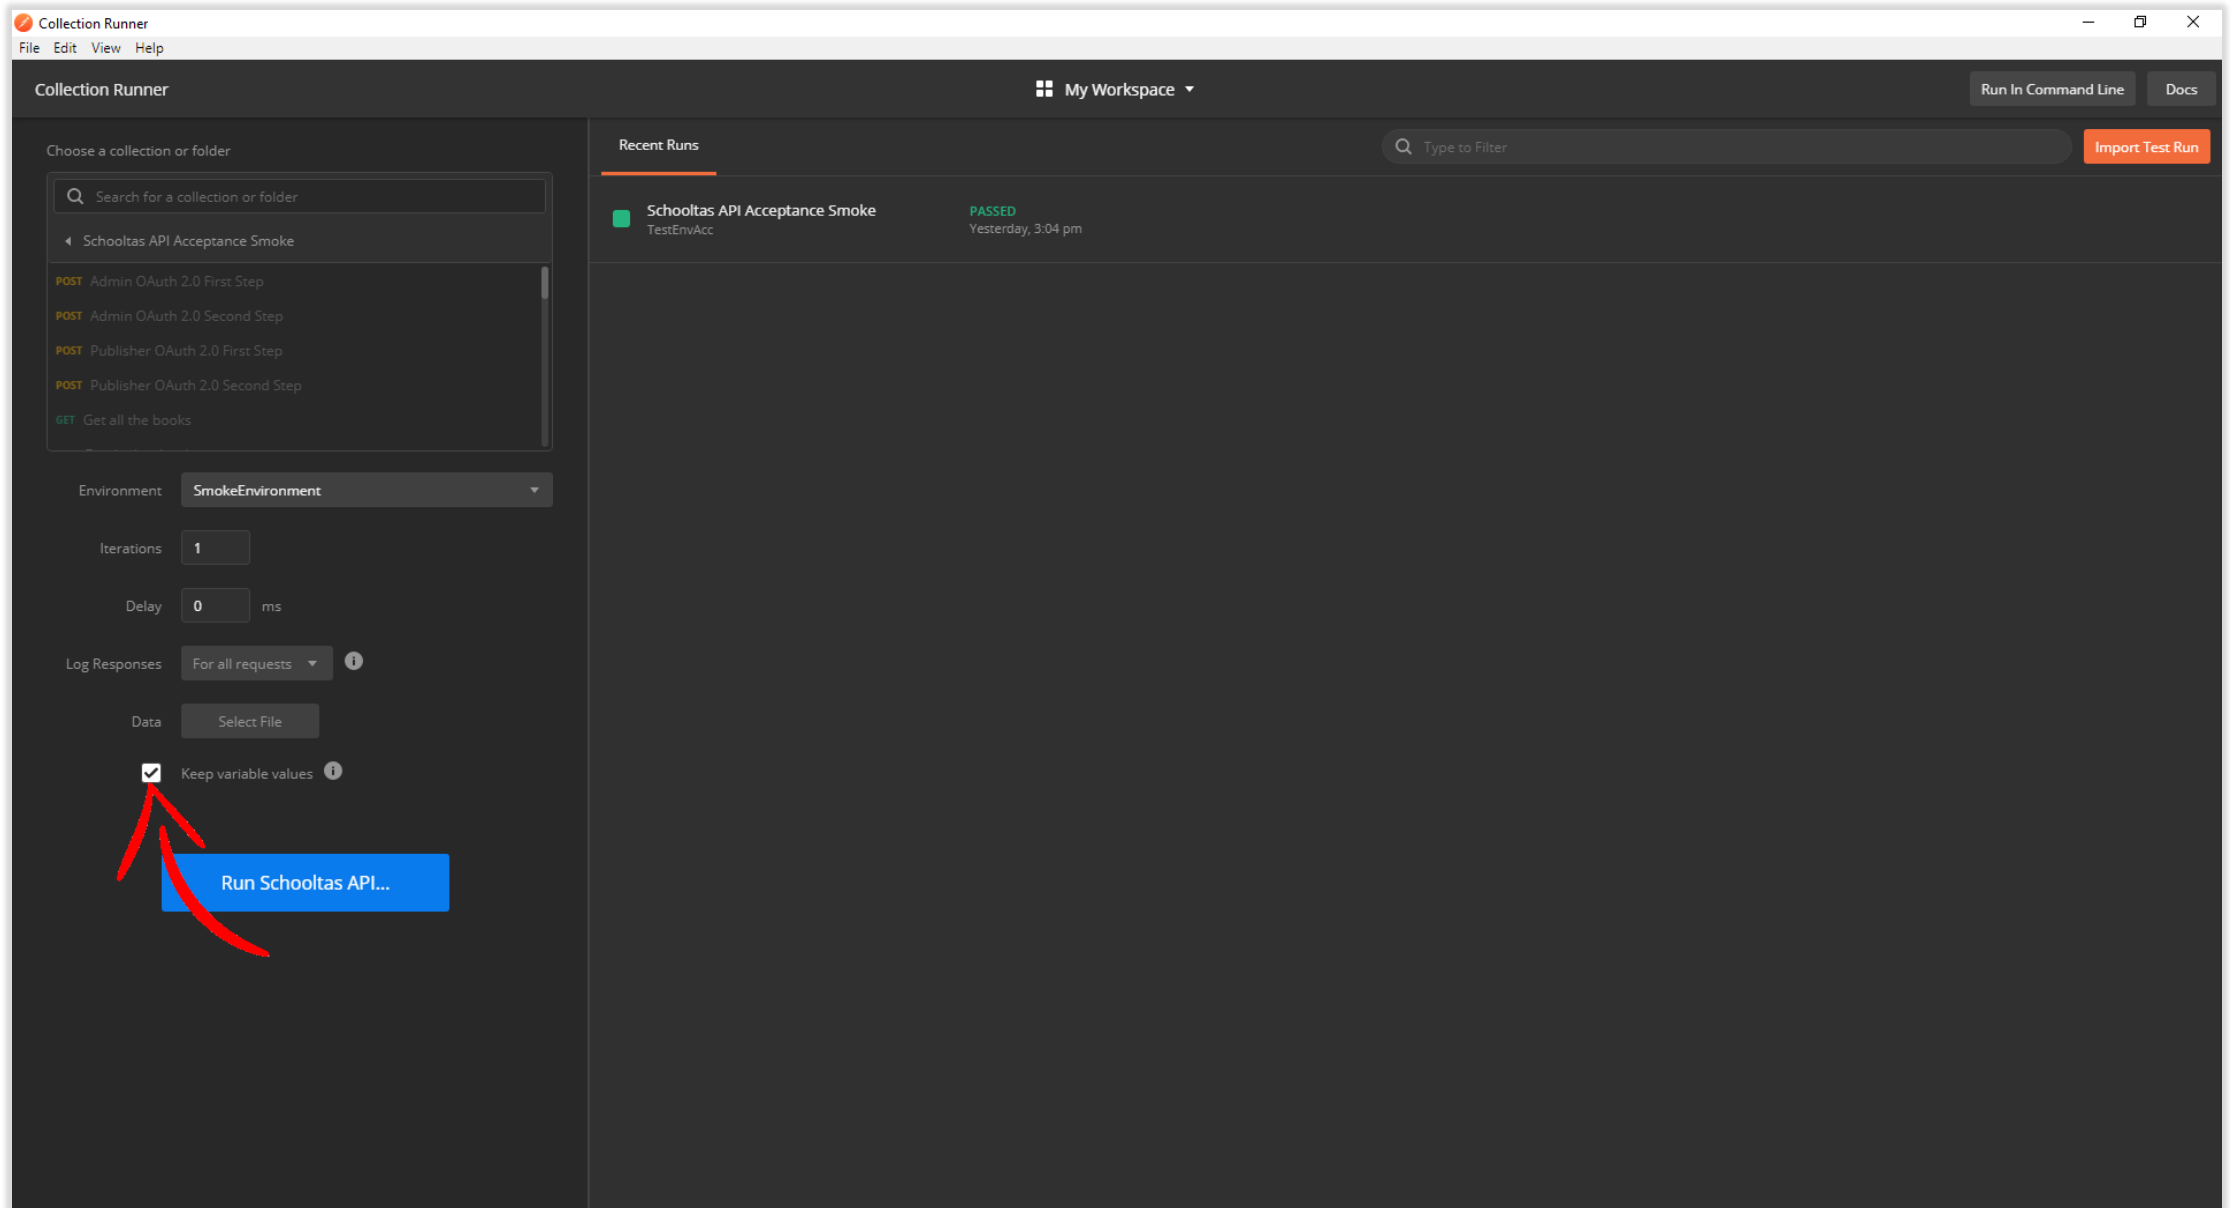 Collection Runner
File Edit View Help
Collection Runner
My Workspace
Run In Command Line
Docs
Choose a collection or folder
Search for a collection or folder
Schooltas API Acceptance Smoke
POST Admin OAuth 2.0 First Step
POST Admin OAuth 2.0 Second Step
POST Publisher OAuth 2.0 First Step
POST Publisher OAuth 2.0 Second Step
GET Get all the books
Environment SmokeEnvironment
Iterations 1
Delay 0 ms
Log Responses For all requests
Data Select File
Keep variable values
Run Schooltas API...
Recent Runs
Type to Filter
Import Test Run
Schooltas API Acceptance Smoke PASSED
TestEnvAcc Yesterday, 3:04 pm